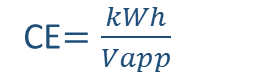 CE= kWh
Vapp